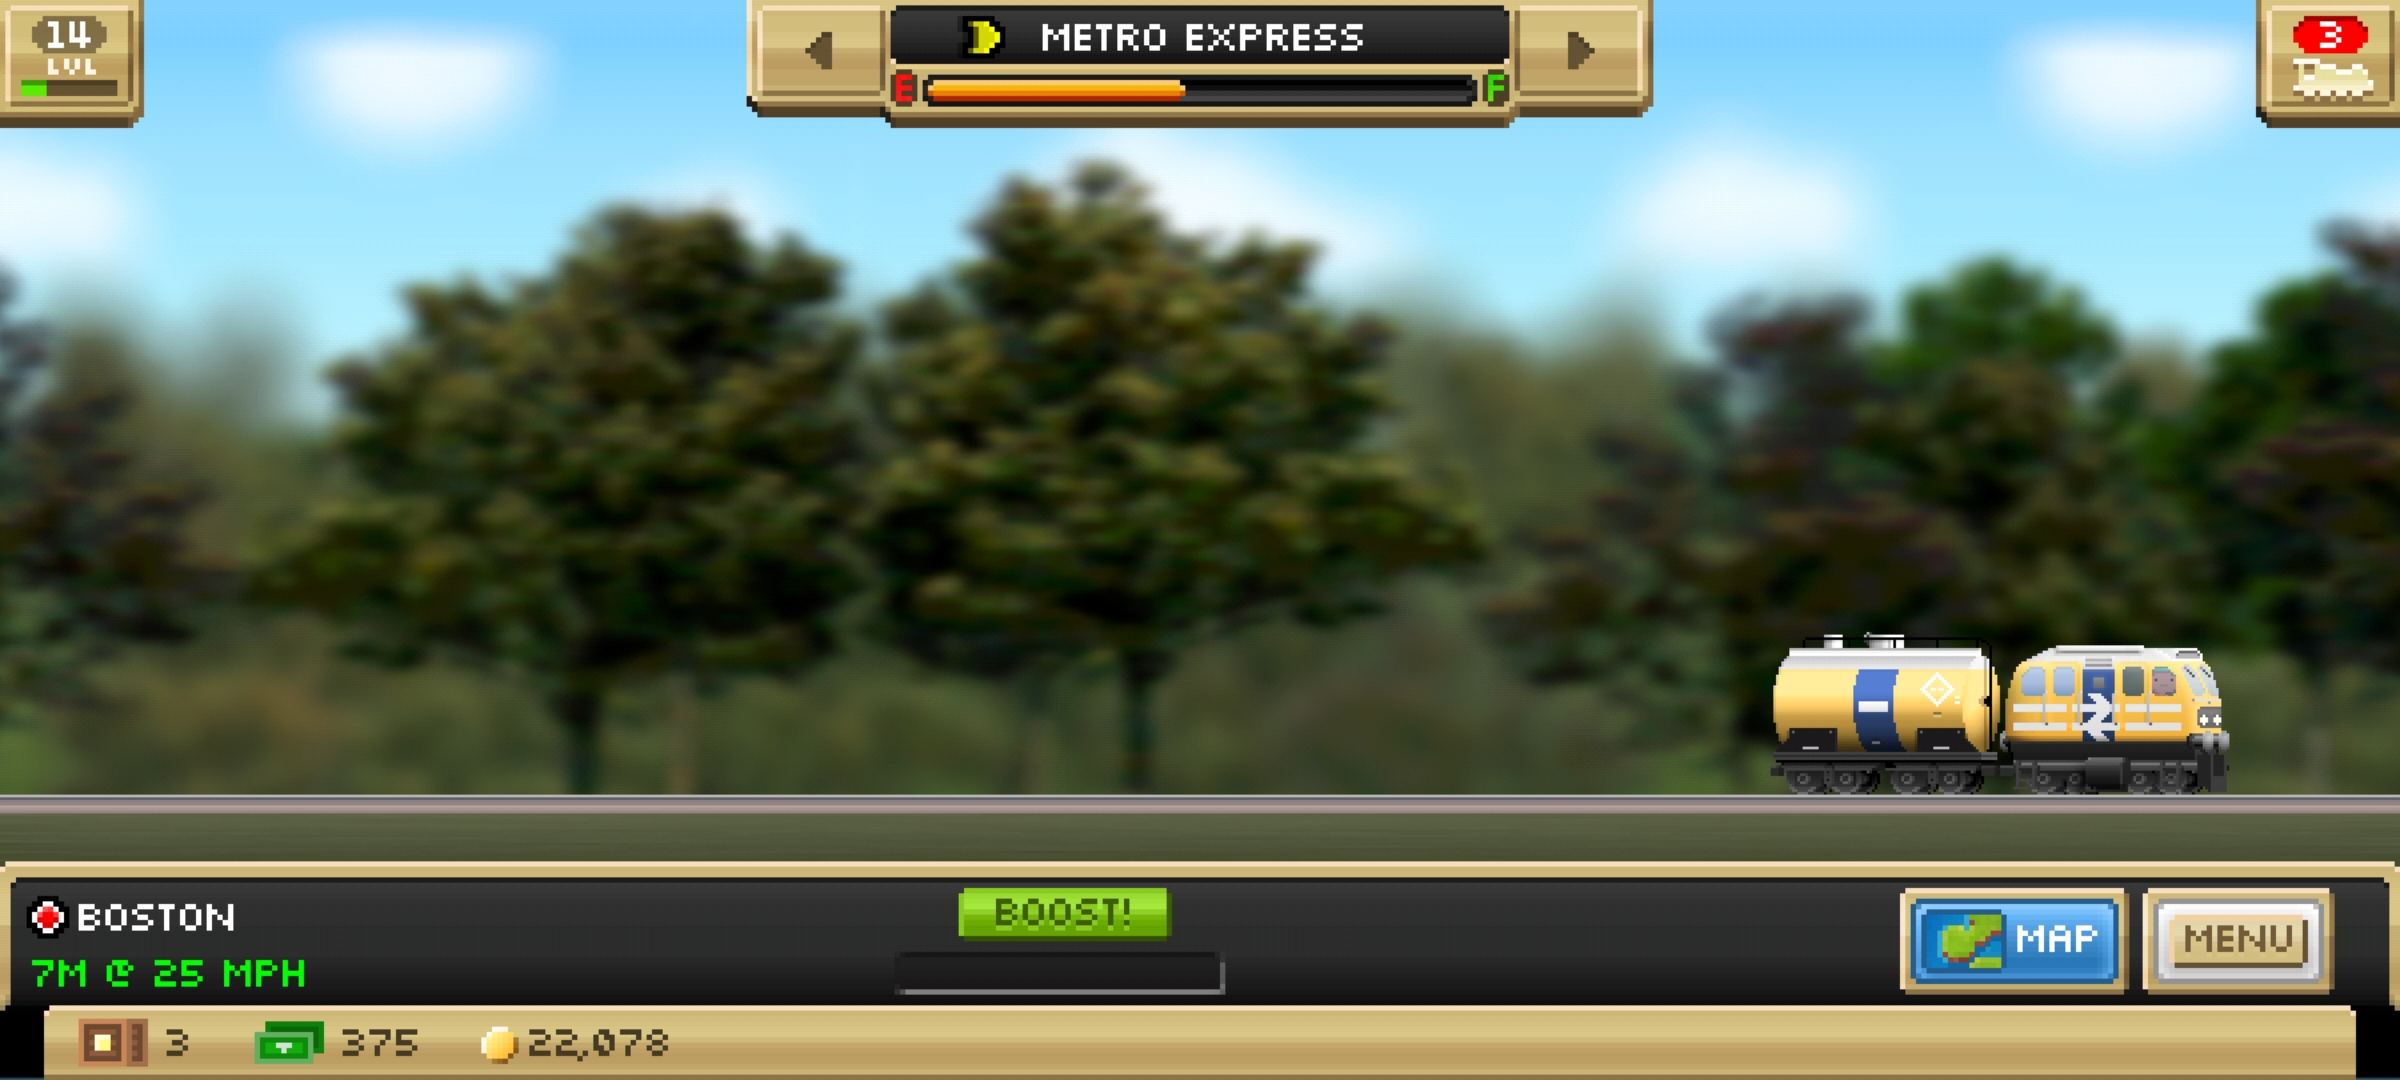 14
LVL
METRO EXPRESS
E F
3
BOSTON
7M @ 25 MPH
BOOST!
MAP
MENU
3
375
22,078